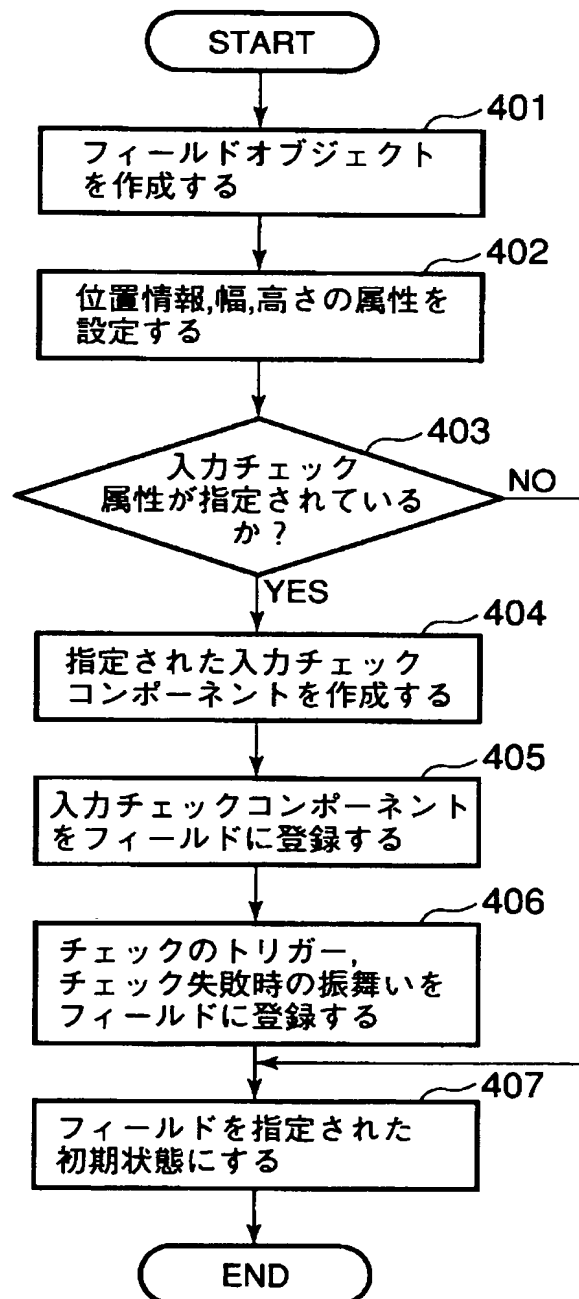 START
401
フィールドオブジェクト
を作成する
402
位置情報,幅,高さの属性を
設定する
403
入力チェック
属性が指定されている
か?
NO
YES
404
指定された入力チェック
コンポーネントを作成する
405
入力チェックコンポーネント
をフィールドに登録する
406
チェックのトリガー,
チェック失敗時の振舞いを
フィールドに登録する
407
フィールドを指定された
初期状態にする
END